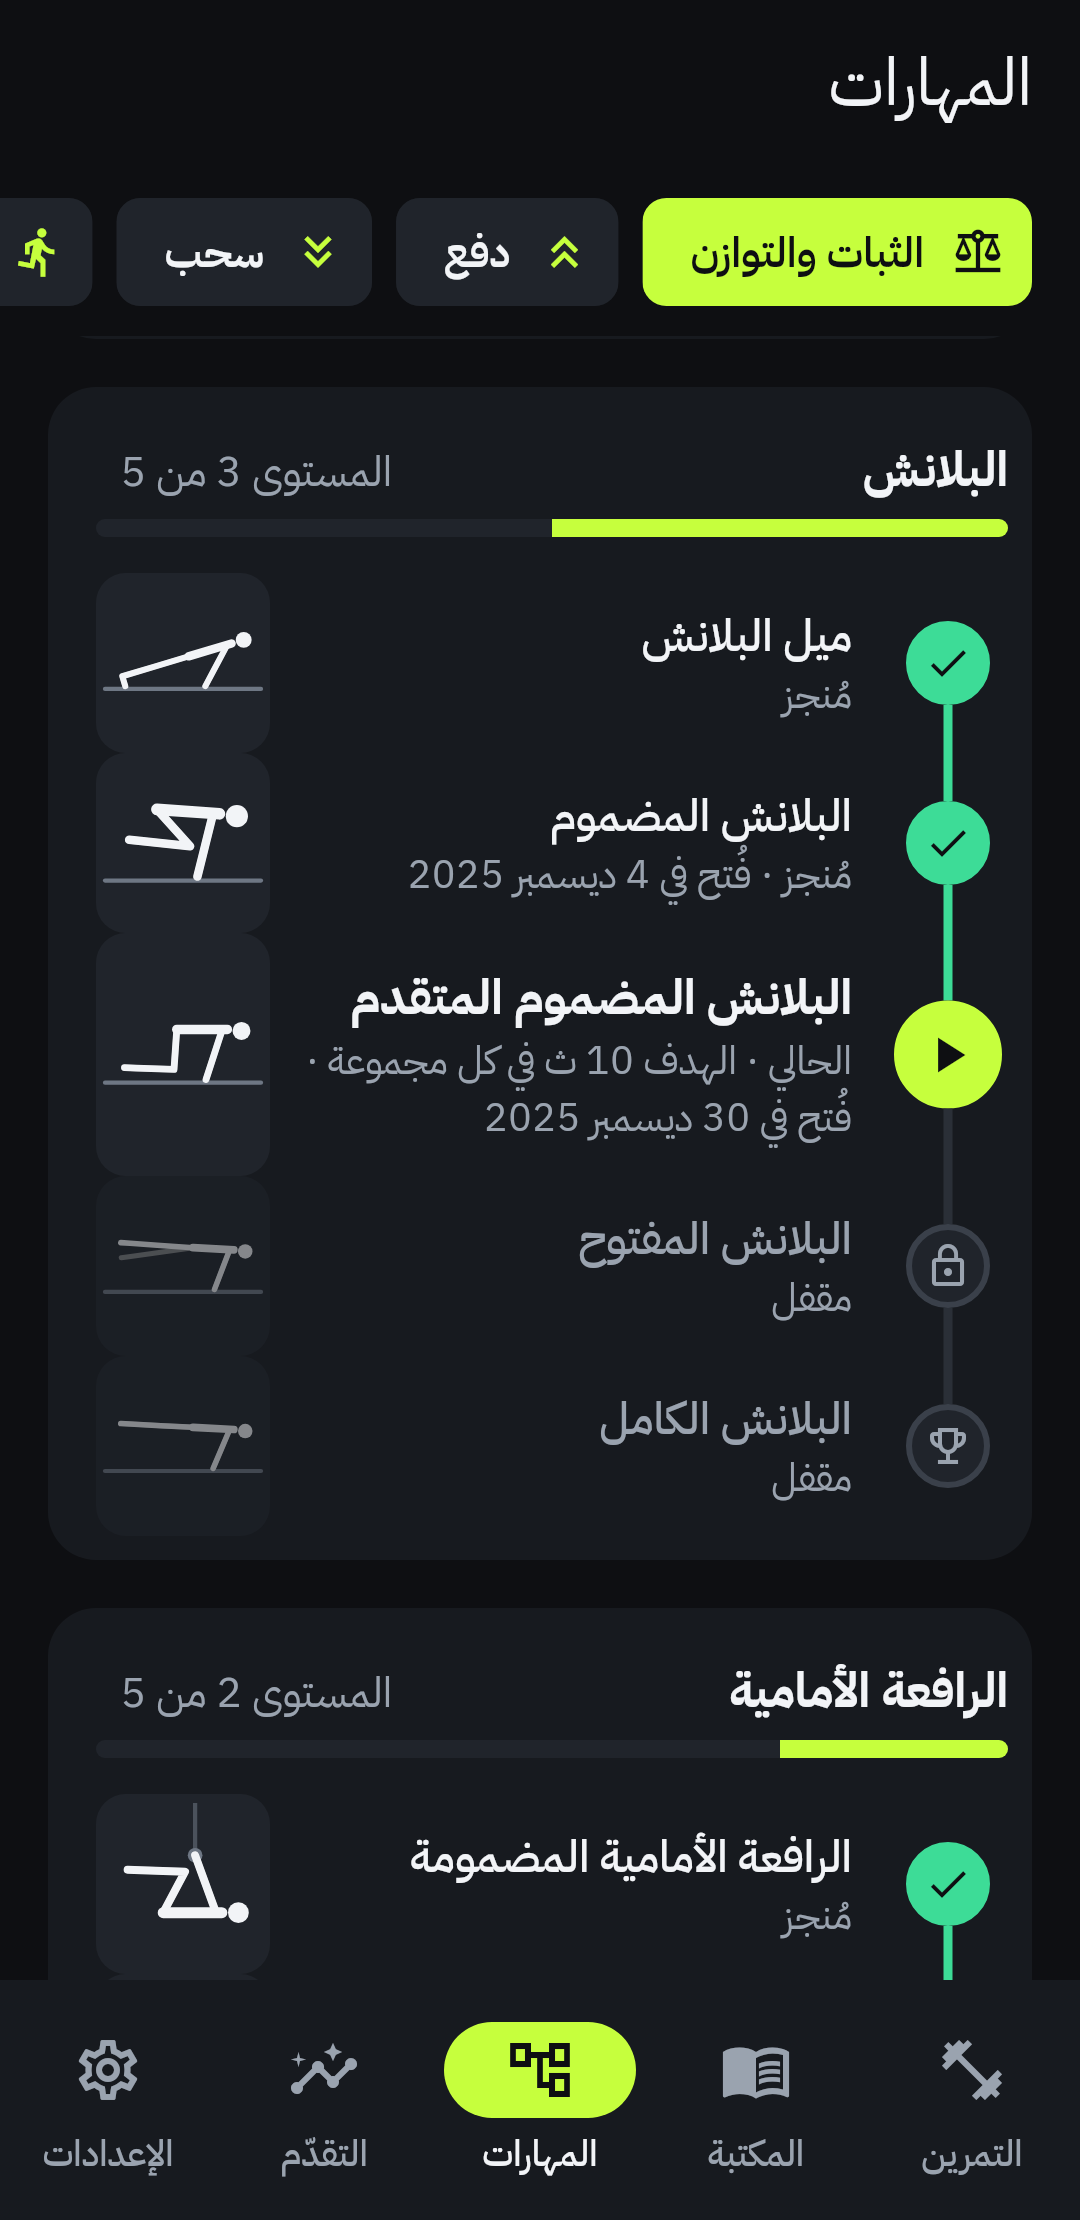 المهارات
الثبات والتوازن
دفع
سحب
البلانش
المستوى 3 من 5
ميل البلانش
مُنجز
البلانش المضموم
مُنجز · فُتح في 4 ديسمبر 2025
البلانش المضموم المتقدم
الحالي · الهدف 10 ث في كل مجموعة ·
فُتح في 30 ديسمبر 2025
البلانش المفتوح
مقفل
البلانش الكامل
مقفل
الرافعة الأمامية
المستوى 2 من 5
الرافعة الأمامية المضمومة
مُنجز
التمرين
المكتبة
المهارات
التقدّم
الإعدادات